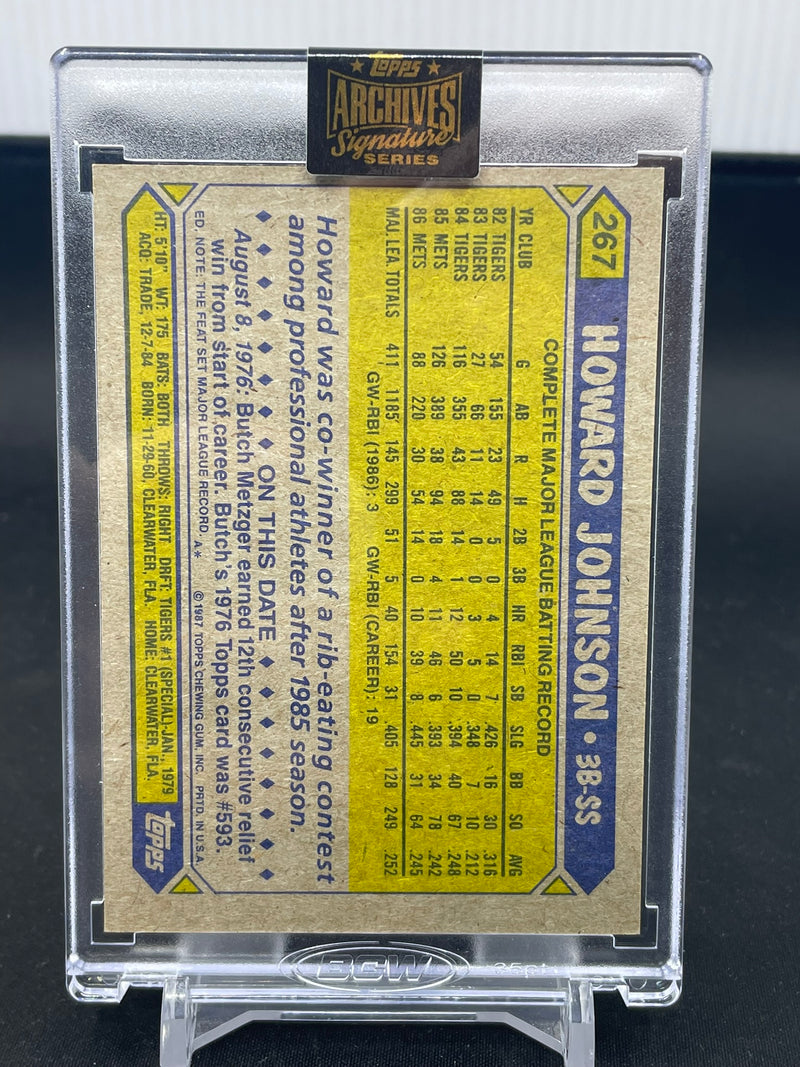 Topps
ARCHIVES
Signature
SERIES
267 HOWARD JOHNSON • 3B-SS
COMPLETE MAJOR LEAGUE BATTING RECORD
YR CLUB G AB R H 2B 3B HR RBI SB SLG BB SO AVG
82 TIGERS 54 155 23 49 5 0 4 14 7 .426 16 30 .316
83 TIGERS 27 66 11 14 0 0 3 5 0 .348 7 10 .212
84 TIGERS 116 355 43 88 14 1 12 50 10 .394 40 67 .248
85 METS 126 389 38 94 18 4 11 46 6 .393 34 78 .242
86 METS 88 220 30 54 14 0 10 39 8 .445 31 64 .245
MAJ.LEA TOTALS 411 1185 145 299 51 5 40 154 31 .405 128 249 .252
GW-RBI (1986): 3 GW-RBI (CAREER): 19
Howard was co-winner of a rib-eating contest
among professional athletes after 1985 season.
ON THIS DATE
August 8, 1976: Butch Metzger earned 12th consecutive relief
win from start of career. Butch's 1976 Topps card was #593.
ED. NOTE: THE FEAT SET MAJOR LEAGUE RECORD. *A* ©1987 TOPPS CHEWING GUM, INC. PRTD. IN U.S.A.
HT: 5'10" WT: 175 BATS: BOTH THROWS: RIGHT DRFT: TIGERS #1 (SPECIAL)-JAN., 1979
ACQ: TRADE, 12-7-84 BORN: 11-29-60, CLEARWATER, FLA. HOME: CLEARWATER, FLA.
Topps
BCW
35pt